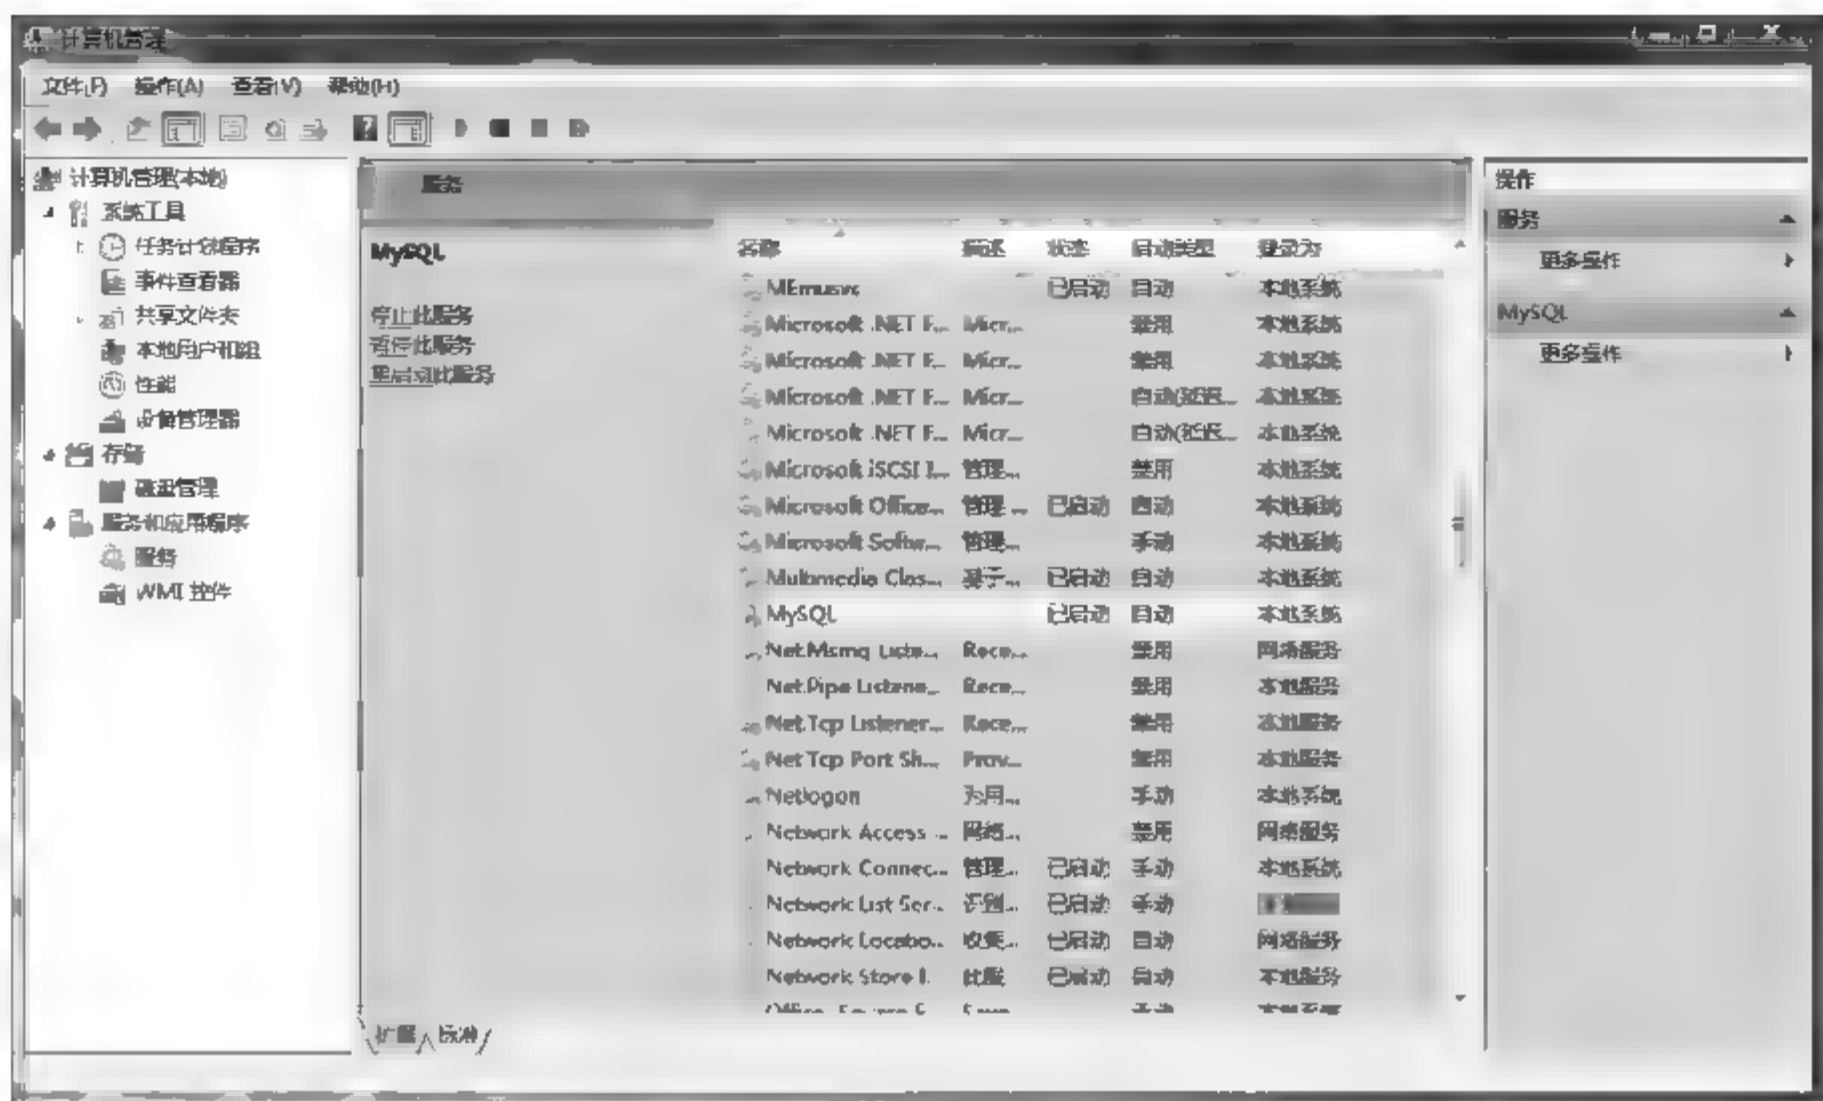 计算机管理
文件(F) 操作(A) 查看(V) 帮助(H)
计算机管理(本地)
系统工具
任务计划程序
事件查看器
共享文件夹
本地用户和组
性能
设备管理器
存储
磁盘管理
服务和应用程序
服务
WMI 控件
服务
MySQL
停止此服务
暂停此服务
重启动此服务
名称 描述 状态 启动类型 登录为
MEmusvc 已启动 自动 本地系统
Microsoft .NET F... Micr... 禁用 本地系统
Microsoft .NET F... Micr... 禁用 本地系统
Microsoft .NET F... Micr... 自动(延迟... 本地系统
Microsoft .NET F... Micr... 自动(延迟... 本地系统
Microsoft iSCSI I... 管理... 禁用 本地系统
Microsoft Office... 管理 ... 已启动 自动 本地系统
Microsoft Softw... 管理... 手动 本地系统
Multimedia Clas... 基于... 已启动 自动 本地系统
MySQL 已启动 自动 本地系统
Net.Msmq Liste... Rece... 禁用 网络服务
Net.Pipe Listene... Rece... 禁用 本地服务
Net.Tcp Listener... Rece... 禁用 本地服务
Net.Tcp Port Sh... Prov... 禁用 本地服务
Netlogon 为用... 手动 本地系统
Network Access ... 网络... 禁用 网络服务
Network Connec... 管理... 已启动 手动 本地系统
Network List Ser... 识别... 已启动 手动
Network Locatio... 收集... 已启动 自动 网络服务
Network Store I. 此服 已启动 自动 本地服务
手动 本地系统
扩展 标准
操作
服务
更多操作
MySQL
更多操作